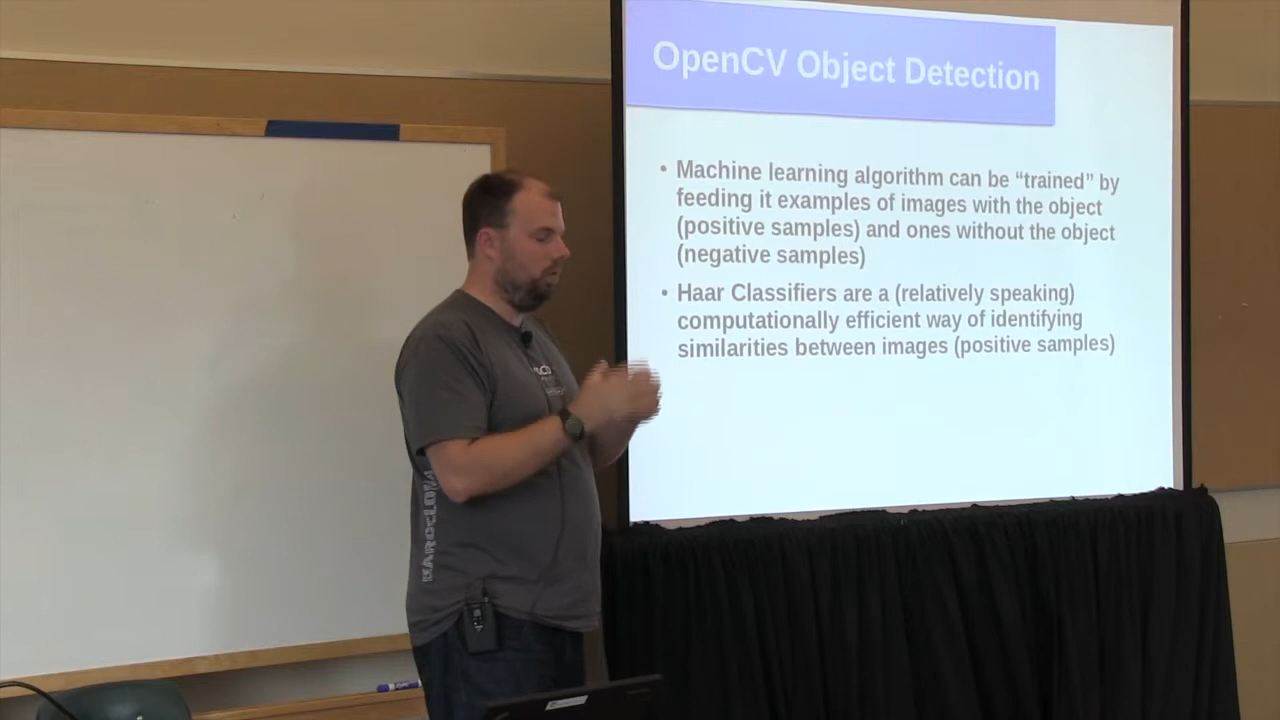 OpenCV Object Detection
• Machine learning algorithm can be “trained” by
feeding it examples of images with the object
(positive samples) and ones without the object
(negative samples)
• Haar Classifiers are a (relatively speaking)
computationally efficient way of identifying
similarities between images (positive samples)